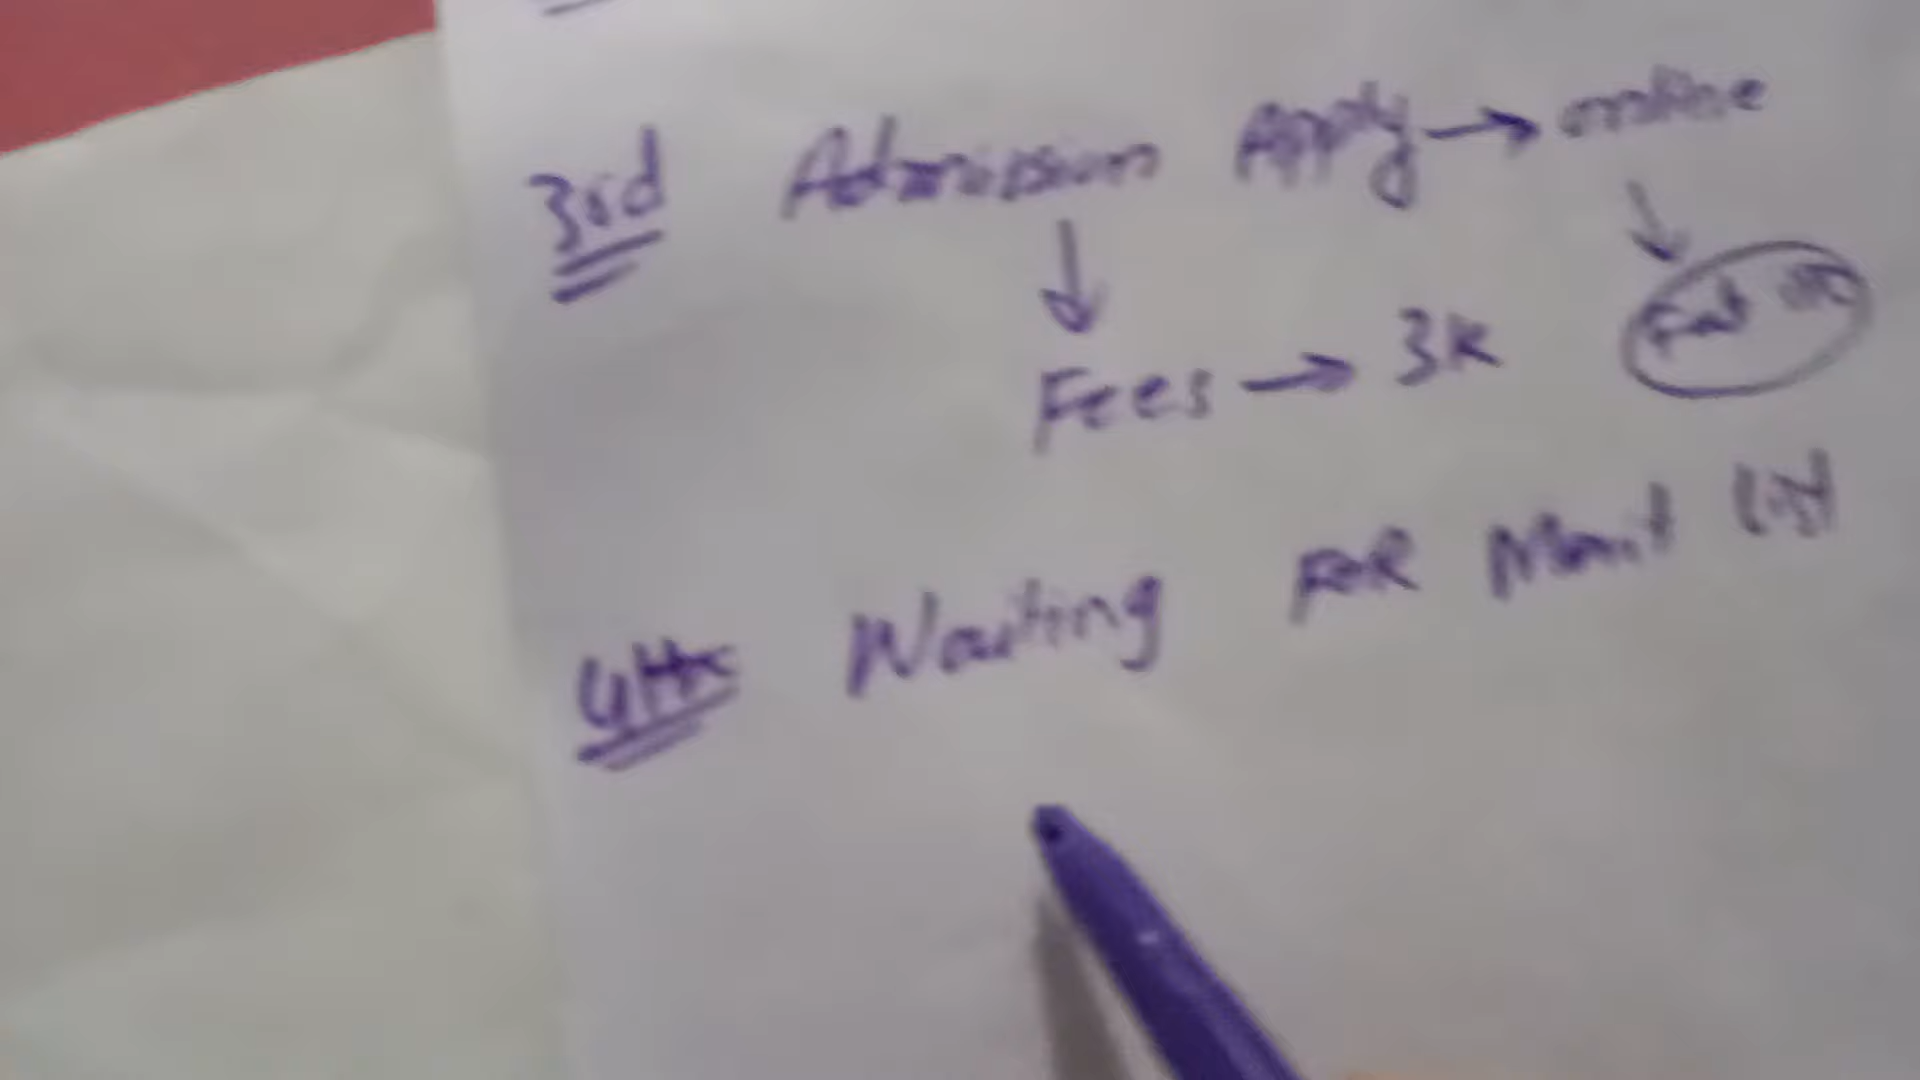 3rd Admission Apply → online
Fees → 3K
4th Waiting FOR Merit list